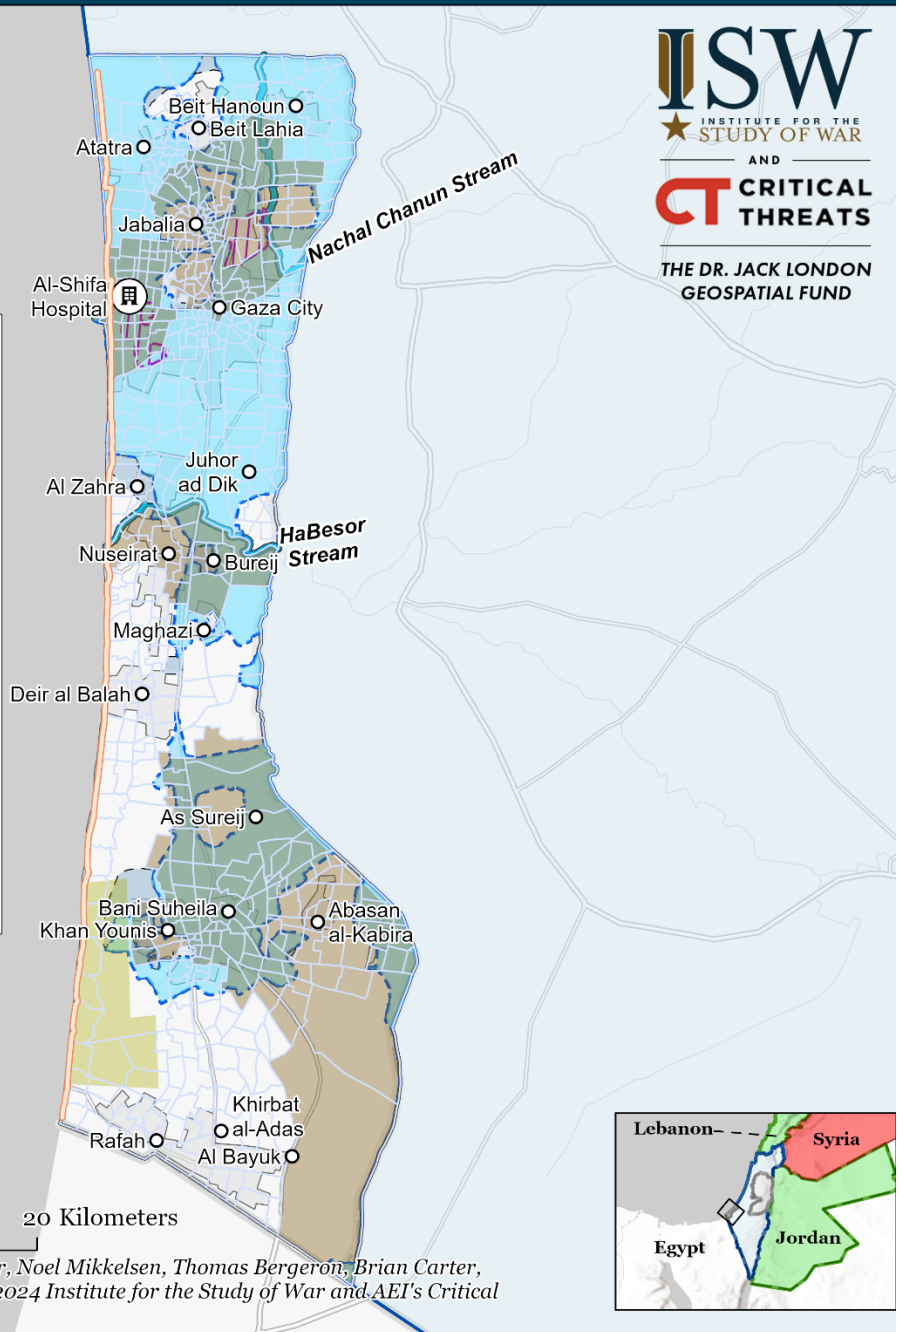 ISW
INSTITUTE FOR THE
STUDY OF WAR
AND
CT CRITICAL
THREATS
THE DR. JACK LONDON
GEOSPATIAL FUND
Beit Hanoun
Beit Lahia
Atatra
Nachal Chanun Stream
Jabalia
Al-Shifa
Hospital
Gaza City
Juhor
ad Dik
Al Zahra
HaBesor
Stream
Nuseirat
Bureij
Maghazi
Deir al Balah
As Sureij
Bani Suheila
Abasan
al-Kabira
Khan Younis
Khirbat
al-Adas
Rafah
Al Bayuk
Lebanon
Syria
Egypt
Jordan
20 Kilometers
r, Noel Mikkelsen, Thomas Bergeron, Brian Carter,
2024 Institute for the Study of War and AEI's Critical